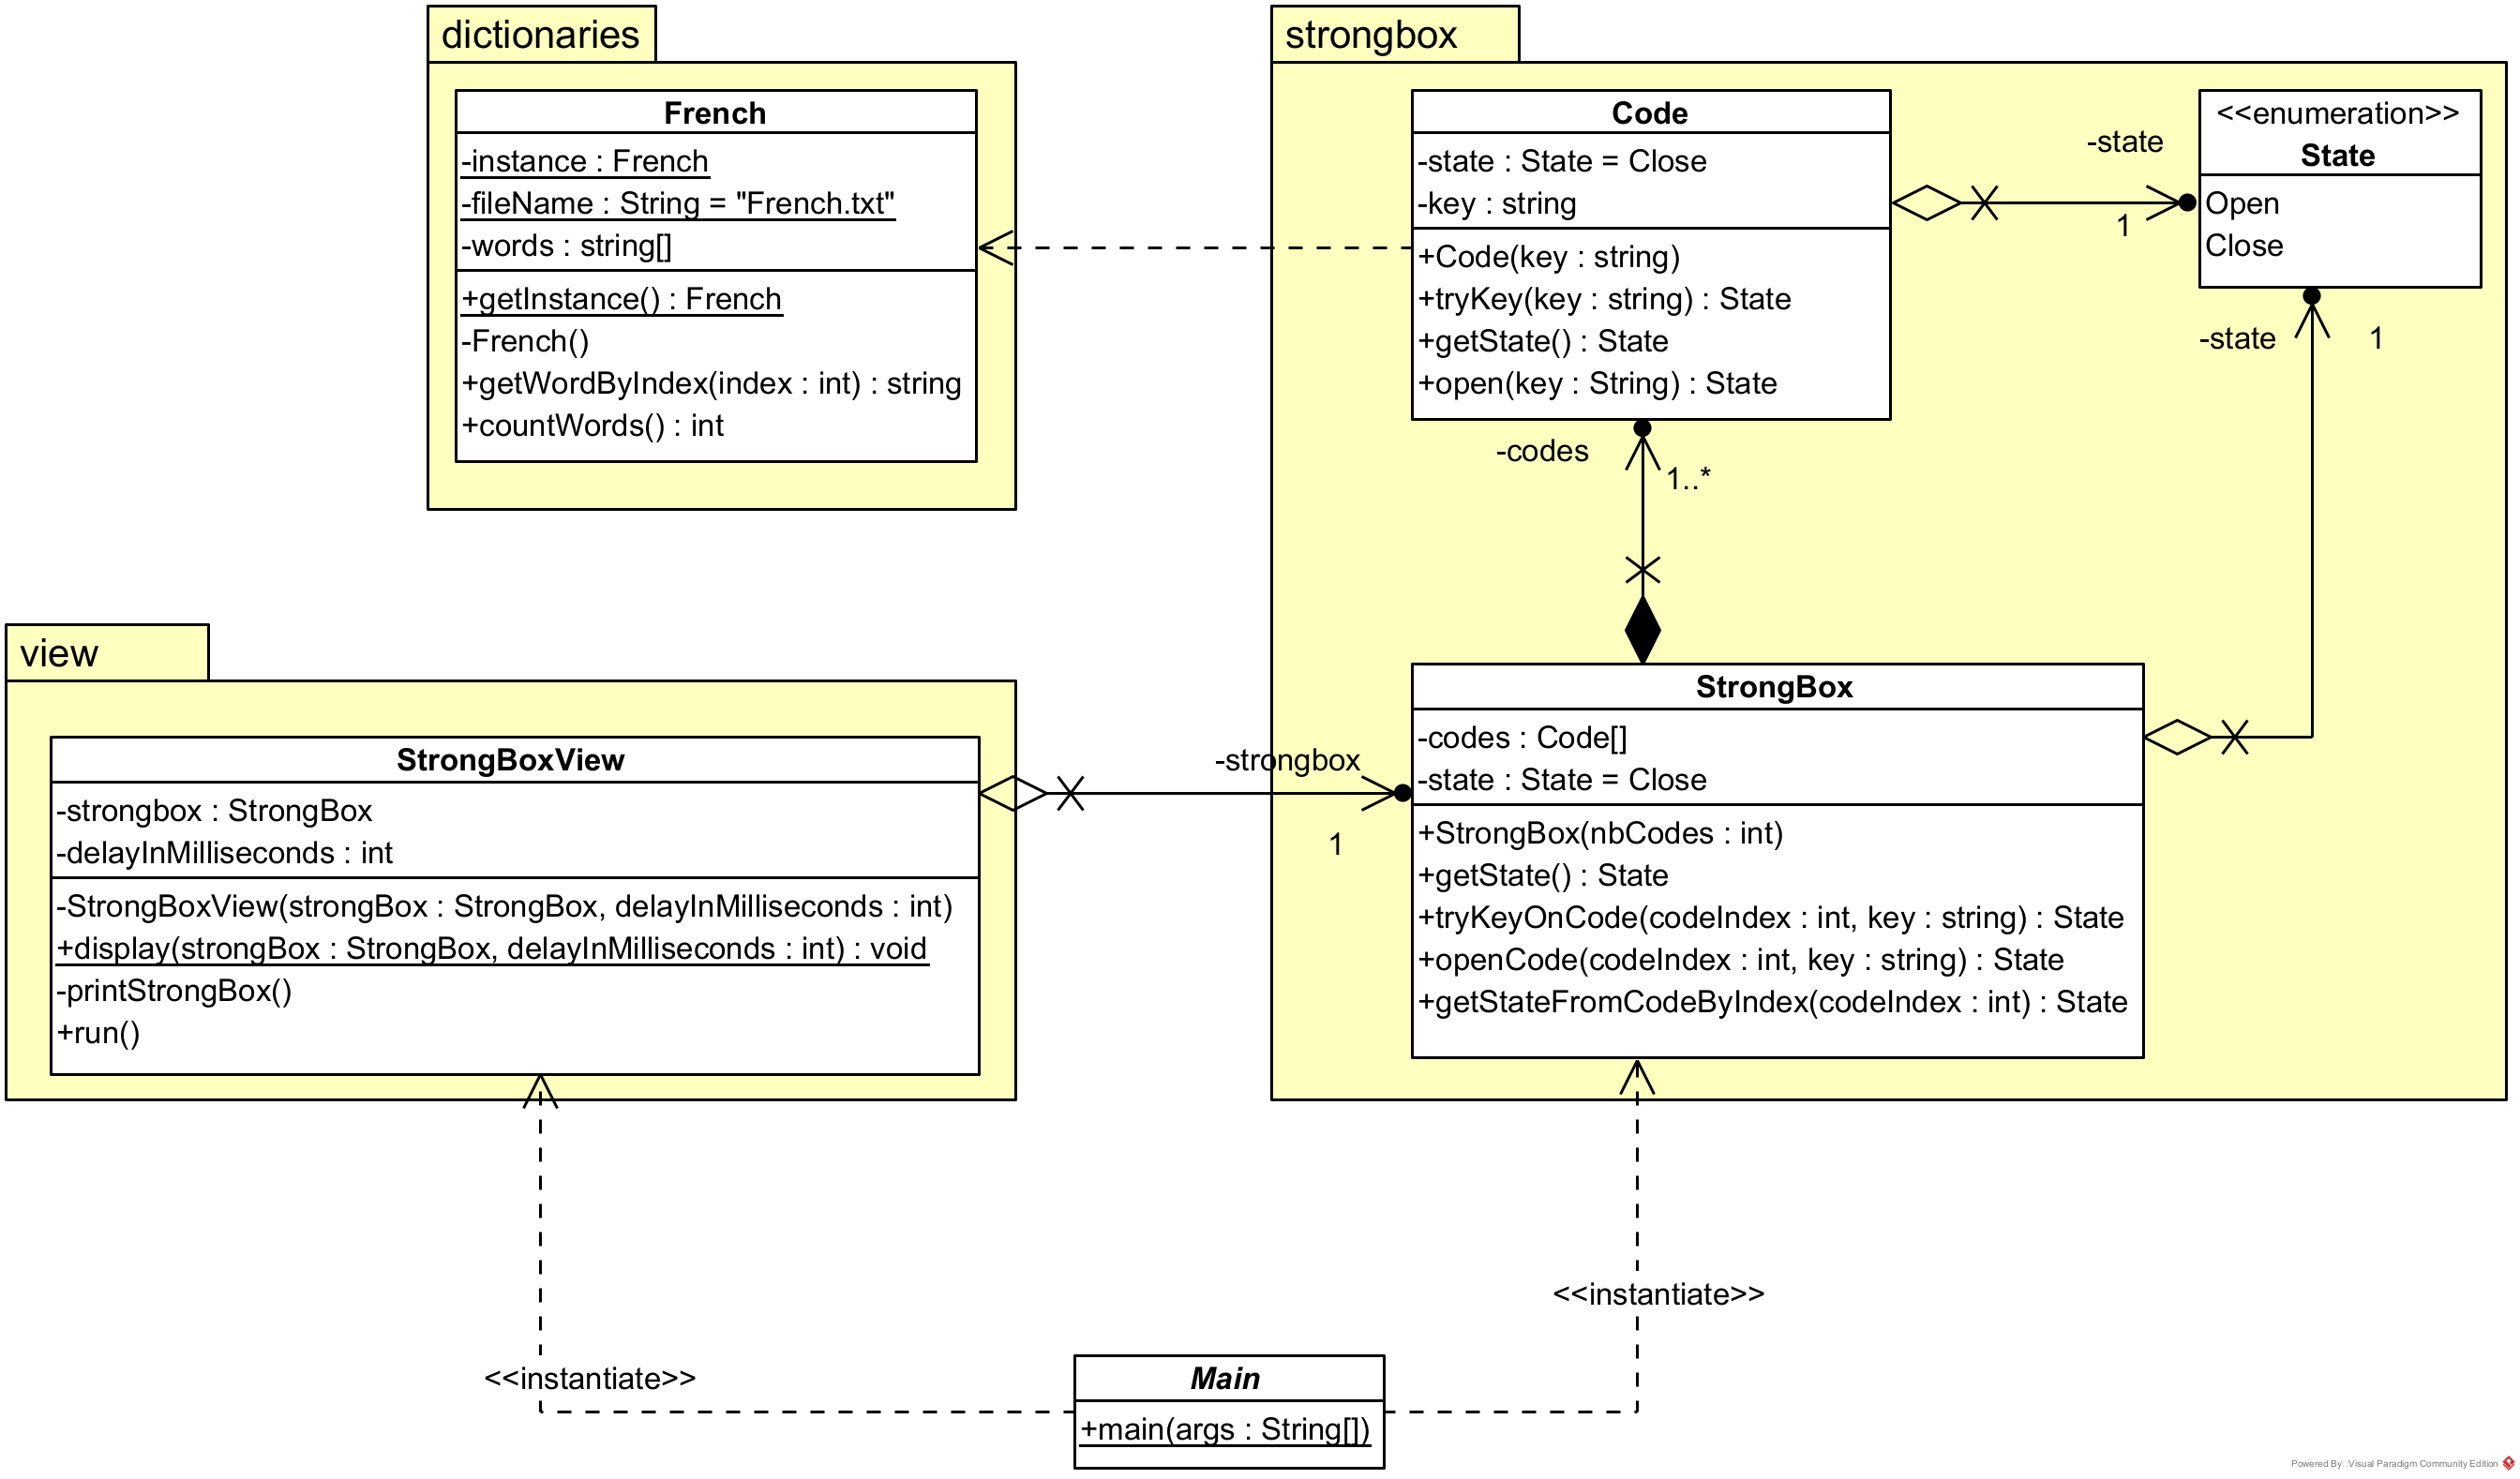 dictionaries
French
-instance : French
-fileName : String = "French.txt"
-words : string[]
+getInstance() : French
-French()
+getWordByIndex(index : int) : string
+countWords() : int
strongbox
Code
-state : State = Close
-key : string
+Code(key : string)
+tryKey(key : string) : State
+getState() : State
+open(key : String) : State
-state
1
<<enumeration>>
State
Open
Close
-state
1
-codes
1..*
view
StrongBoxView
-strongbox : StrongBox
-delayInMilliseconds : int
-StrongBoxView(strongBox : StrongBox, delayInMilliseconds : int)
+display(strongBox : StrongBox, delayInMilliseconds : int) : void
-printStrongBox()
+run()
-strongbox
1
StrongBox
-codes : Code[]
-state : State = Close
+StrongBox(nbCodes : int)
+getState() : State
+tryKeyOnCode(codeIndex : int, key : string) : State
+openCode(codeIndex : int, key : string) : State
+getStateFromCodeByIndex(codeIndex : int) : State
<<instantiate>>
<<instantiate>>
Main
+main(args : String[])
Powered By Visual Paradigm Community Edition